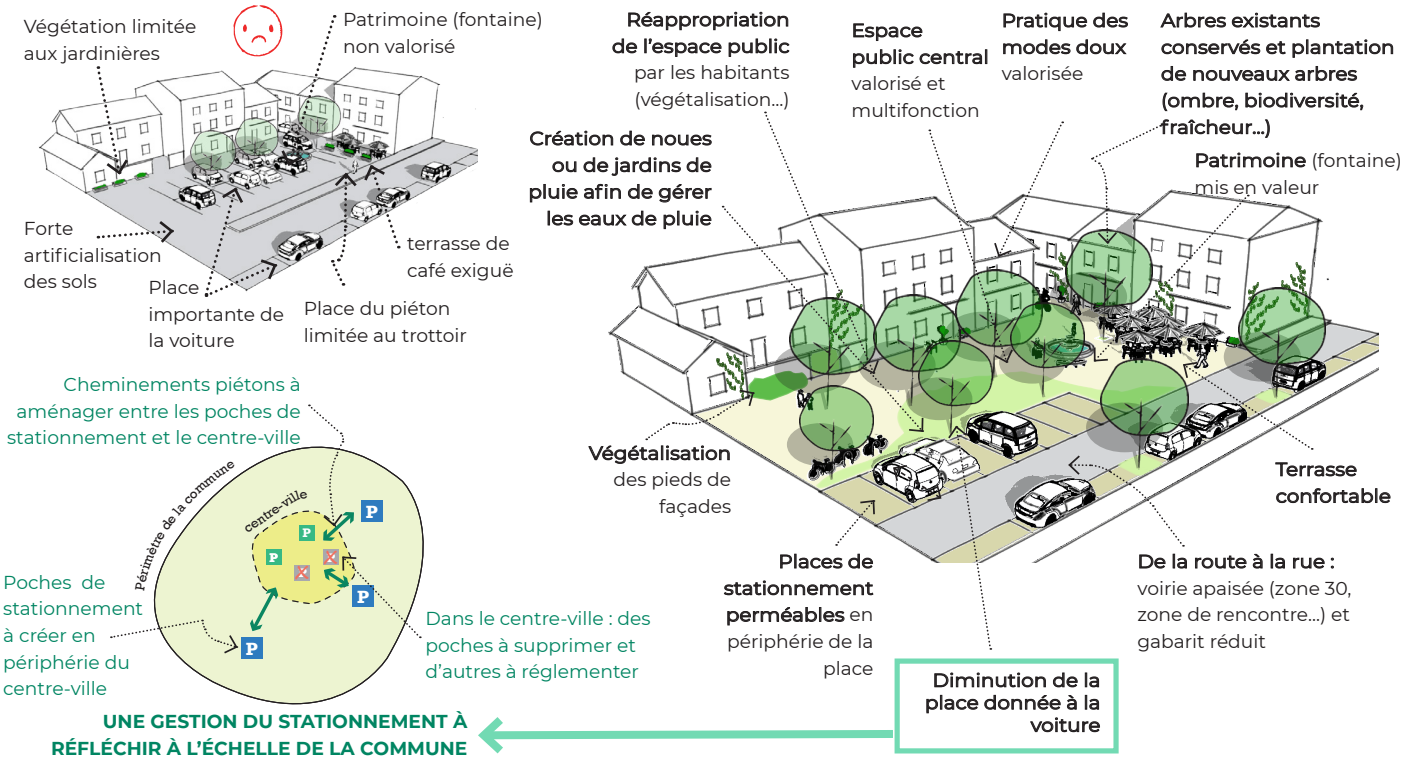 Végétation limitée
aux jardinières
Patrimoine (fontaine)
non valorisé
Forte
artificialisation
des sols
Place
importante de
la voiture
Place du piéton
limitée au trottoir
terrasse de
café exiguë
Réappropriation
de l'espace public
par les habitants
(végétalisation...)
Espace
public central
valorisé et
multifonction
Pratique des
modes doux
valorisée
Arbres existants
conservés et plantation
de nouveaux arbres
(ombre, biodiversité,
fraîcheur...)
Création de noues
ou de jardins de
pluie afin de gérer
les eaux de pluie
Patrimoine (fontaine)
mis en valeur
Végétalisation
des pieds de
façades
Places de
stationnement
perméables en
périphérie de la
place
Terrasse
confortable
De la route à la rue :
voirie apaisée (zone 30,
zone de rencontre...) et
gabarit réduit
Diminution de la
place donnée à la
voiture
Cheminements piétons à
aménager entre les poches de
stationnement et le centre-ville
Périmètre de la commune
centre-ville
P
P
P
P
P
Poches de
stationnement
à créer en
périphérie du
centre-ville
Dans le centre-ville : des
poches à supprimer et
d'autres à réglementer
UNE GESTION DU STATIONNEMENT À
RÉFLÉCHIR À L'ÉCHELLE DE LA COMMUNE